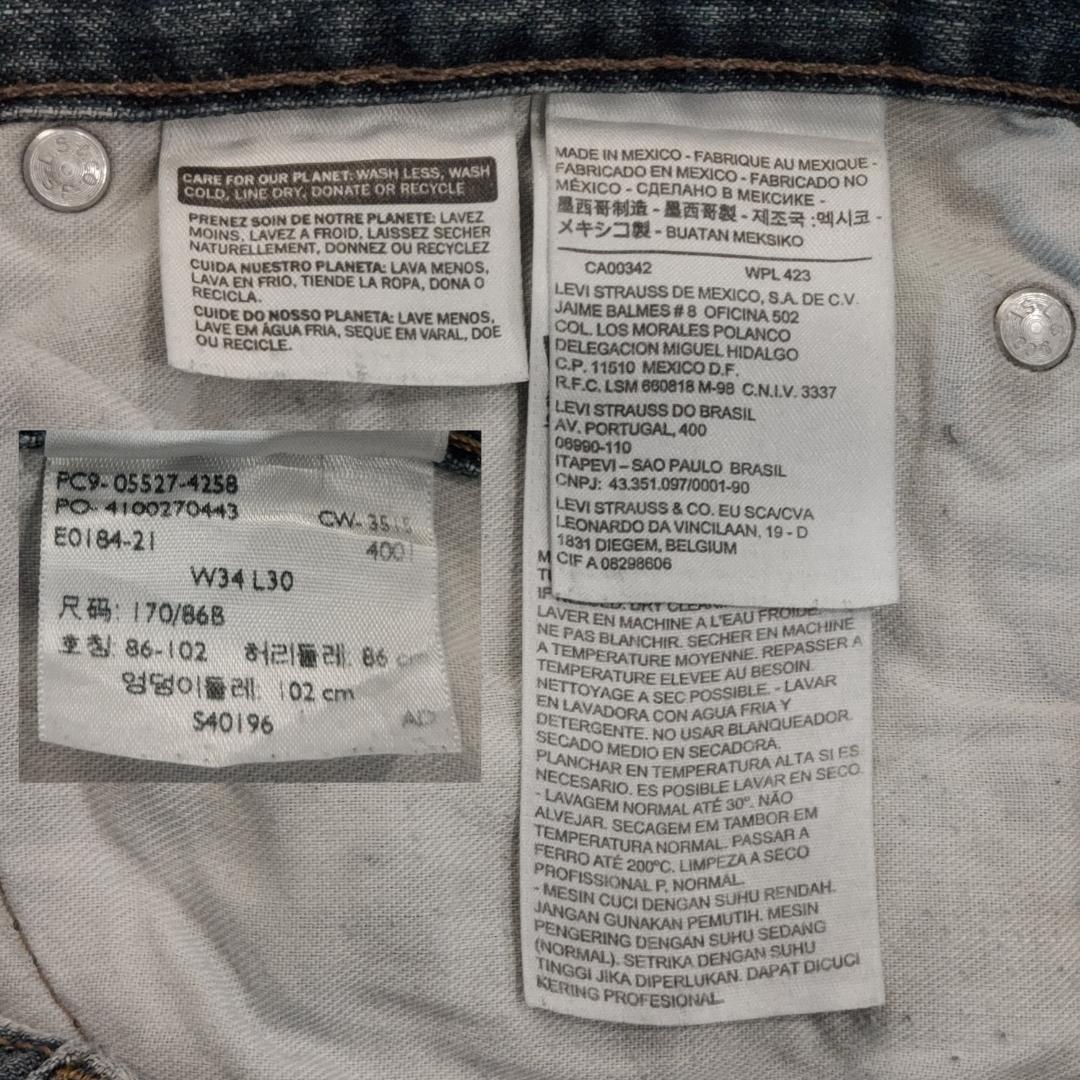 CARE FOR OUR PLANET: WASH LESS, WASH
COLD, LINE DRY, DONATE OR RECYCLE
PRENEZ SOIN DE NOTRE PLANETE: LAVEZ
MOINS, LAVEZ A FROID, LAISSEZ SECHER
NATURELLEMENT, DONNEZ OU RECYCLEZ
CUIDA NUESTRO PLANETA: LAVA MENOS,
LAVA EN FRIO, TIENDE LA ROPA, DONA O
RECICLA.
CUIDE DO NOSSO PLANETA: LAVE MENOS,
LAVE EM ÁGUA FRIA, SEQUE EM VARAL, DOE
OU RECICLE.
MADE IN MEXICO - FABRIQUE AU MEXIQUE -
FABRICADO EN MEXICO - FABRICADO NO
MÉXICO - СДЕЛАНО В МЕКСИКЕ -
墨西哥制造 - 墨西哥製 - 제조국 :멕시코 -
メキシコ製 - BUATAN MEKSIKO
CA00342 WPL 423
LEVI STRAUSS DE MEXICO, S.A. DE C.V.
JAIME BALMES # 8 OFICINA 502
COL. LOS MORALES POLANCO
DELEGACION MIGUEL HIDALGO
C.P. 11510 MEXICO D.F.
R.F.C. LSM 660818 M-98 C.N.I.V. 3337
LEVI STRAUSS DO BRASIL
AV. PORTUGAL, 400
06990-110
ITAPEVI – SAO PAULO BRASIL
CNPJ: 43.351.097/0001-90
LEVI STRAUSS & CO. EU SCA/CVA
LEONARDO DA VINCILAAN, 19 - D
1831 DIEGEM, BELGIUM
CIF A 08298606
DRY CLEAN
LAVER EN MACHINE A L'EAU FROIDE.
NE PAS BLANCHIR. SECHER EN MACHINE
A TEMPERATURE MOYENNE. REPASSER A
TEMPERATURE ELEVEE AU BESOIN.
NETTOYAGE A SEC POSSIBLE. - LAVAR
EN LAVADORA CON AGUA FRIA Y
DETERGENTE. NO USAR BLANQUEADOR.
SECADO MEDIO EN SECADORA.
PLANCHAR EN TEMPERATURA ALTA SI ES
NECESARIO. ES POSIBLE LAVAR EN SECO.
- LAVAGEM NORMAL ATÉ 30º. NÃO
ALVEJAR. SECAGEM EM TAMBOR EM
TEMPERATURA NORMAL. PASSAR A
FERRO ATÉ 200ºC. LIMPEZA A SECO
PROFISSIONAL P, NORMAL.
- MESIN CUCI DENGAN SUHU RENDAH.
JANGAN GUNAKAN PEMUTIH. MESIN
PENGERING DENGAN SUHU SEDANG
(NORMAL). SETRIKA DENGAN SUHU
TINGGI JIKA DIPERLUKAN. DAPAT DICUCI
KERING PROFESIONAL.
PC9- 05527-4258
PO- 4100270443
CW- 3515
E0184-21
400
W34 L30
尺码: 170/86B
호칭: 86-102 허리둘레: 86 cm
엉덩이둘레: 102 cm
S40196